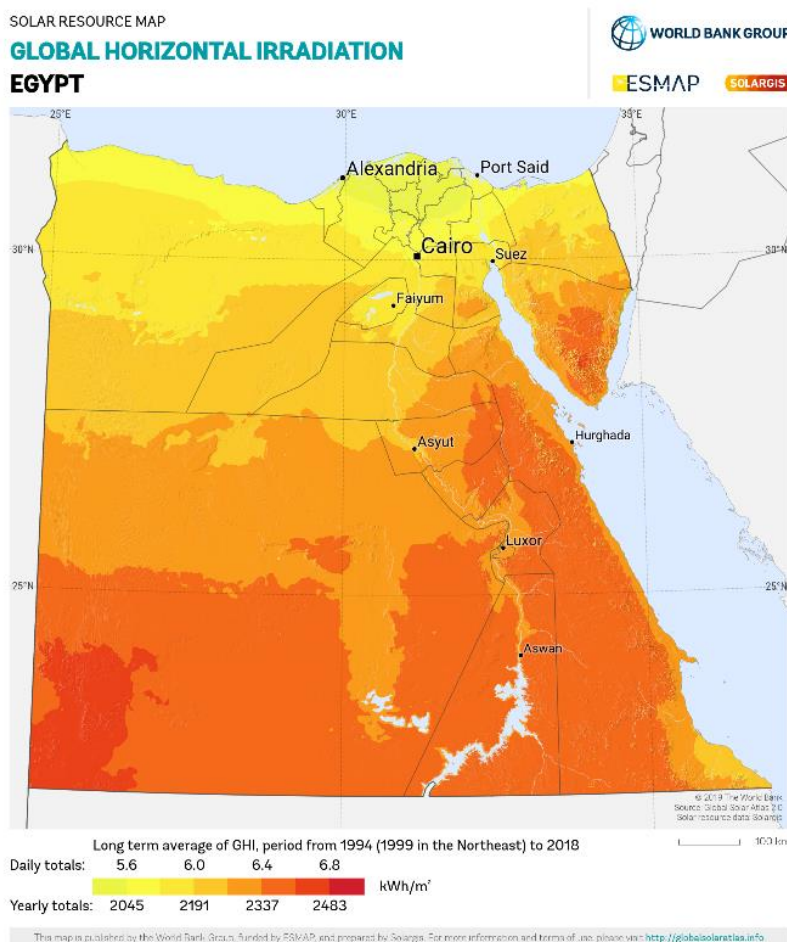 SOLAR RESOURCE MAP
GLOBAL HORIZONTAL IRRADIATION
EGYPT
WORLD BANK GROUP
ESMAP
SOLARGIS
25°E 30°E 35°E
Alexandria
Port Said
30°N 30°N
Cairo
Suez
Faiyum
Asyut
Hurghada
Luxor
25°N 25°N
Aswan
© 2019 The World Bank
Source: Global Solar Atlas 2.0
Solar resource data: Solargis
100 km
Long term average of GHI, period from 1994 (1999 in the Northeast) to 2018
Daily totals: 5.6 6.0 6.4 6.8
kWh/m²
Yearly totals: 2045 2191 2337 2483
This map is published by the World Bank Group, funded by ESMAP, and prepared by Solargis. For more information and terms of use, please visit http://globalsolaratlas.info